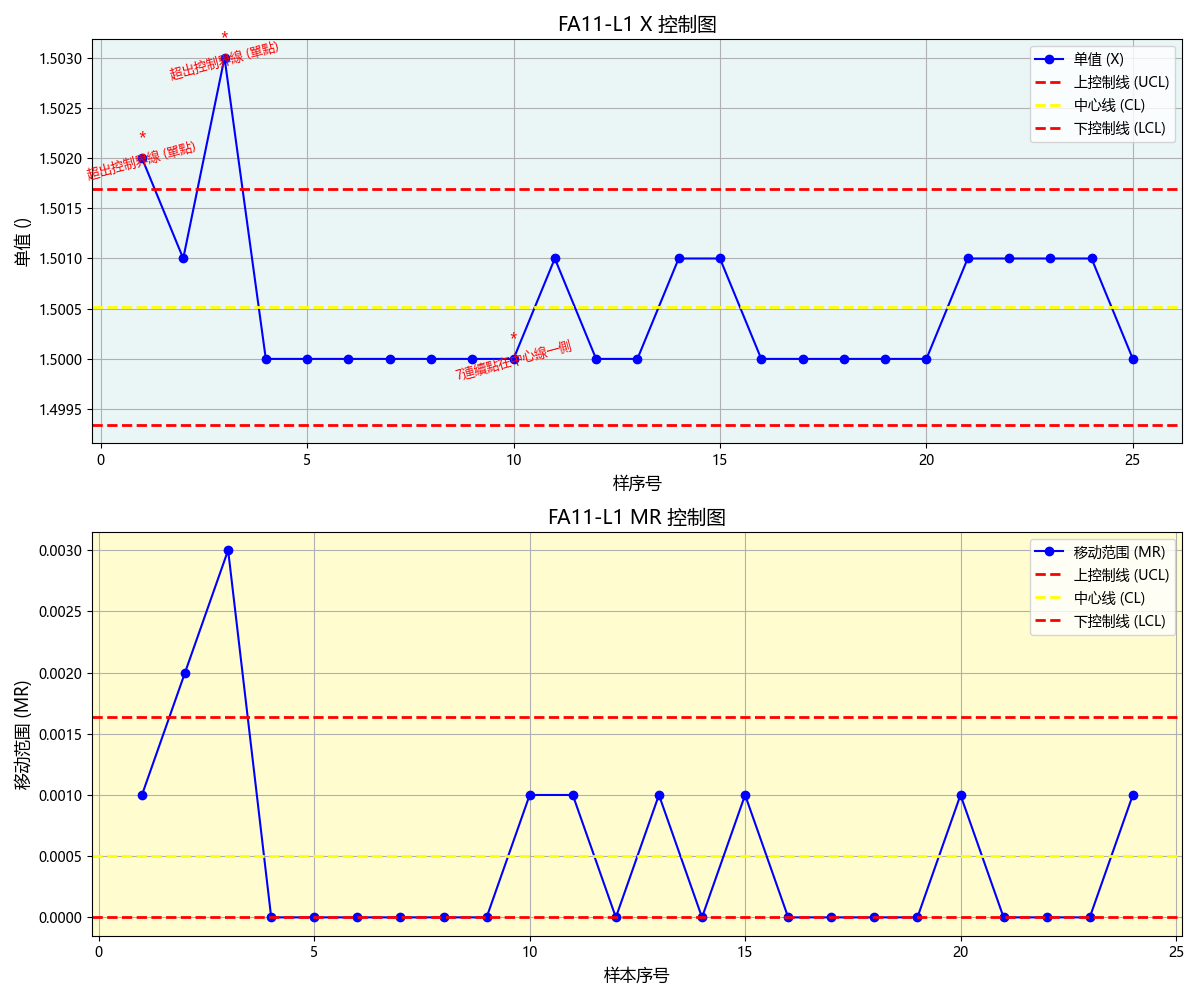 FA11-L1 X 控制图
单值 ()
1.5030
1.5025
1.5020
1.5015
1.5010
1.5005
1.5000
1.4995
*
超出控制界線 (單點)
*
超出控制界線 (單點)
*
7連續點在中心線一側
单值 (X)
上控制线 (UCL)
中心线 (CL)
下控制线 (LCL)
0 5 10 15 20 25
样序号
FA11-L1 MR 控制图
移动范围 (MR)
0.0030
0.0025
0.0020
0.0015
0.0010
0.0005
0.0000
移动范围 (MR)
上控制线 (UCL)
中心线 (CL)
下控制线 (LCL)
0 5 10 15 20 25
样本序号